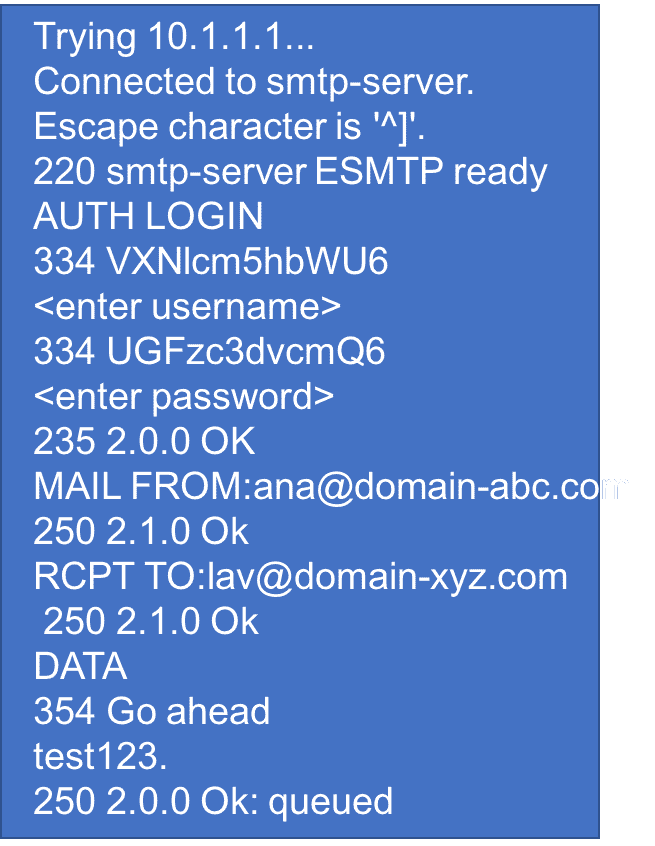 Trying 10.1.1.1...
Connected to smtp-server.
Escape character is '^]'.
220 smtp-server ESMTP ready
AUTH LOGIN
334 VXNlcm5hbWU6
<enter username>
334 UGFzc3dvcmQ6
<enter password>
235 2.0.0 OK
MAIL FROM:ana@domain-abc.com
250 2.1.0 Ok
RCPT TO:lav@domain-xyz.com
250 2.1.0 Ok
DATA
354 Go ahead
test123.
250 2.0.0 Ok: queued